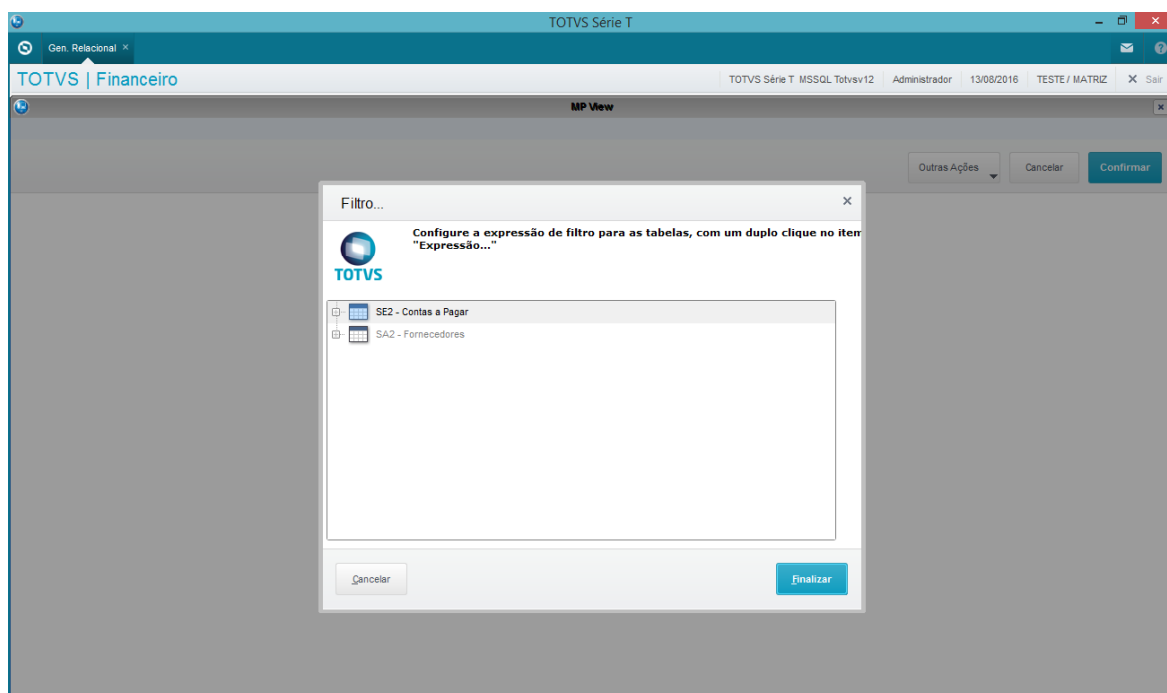 TOTVS Série T
Gen. Relacional ×
TOTVS | Financeiro
TOTVS Série T MSSQL Totvsv12 Administrador 13/08/2016 TESTE / MATRIZ X Sair
MP View
Outras Ações Cancelar Confirmar
Filtro...
Configure a expressão de filtro para as tabelas, com um duplo clique no item
"Expressão..."
TOTVS
SE2 - Contas a Pagar
SA2 - Fornecedores
Cancelar Finalizar